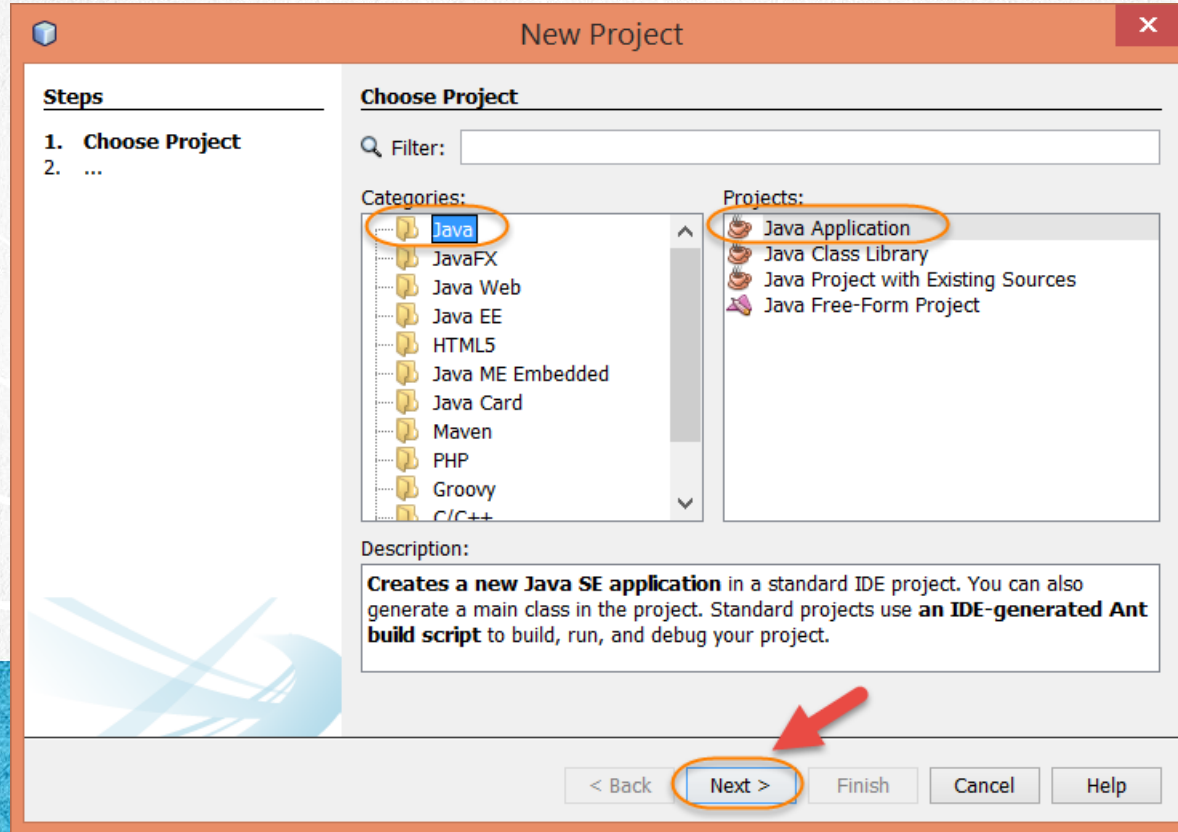 New Project
Steps
1. Choose Project
2. ...
Choose Project
Filter:
Categories:
Java
JavaFX
Java Web
Java EE
HTML5
Java ME Embedded
Java Card
Maven
PHP
Groovy
C/C++
Projects:
Java Application
Java Class Library
Java Project with Existing Sources
Java Free-Form Project
Description:
Creates a new Java SE application in a standard IDE project. You can also
generate a main class in the project. Standard projects use an IDE-generated Ant
build script to build, run, and debug your project.
< Back
Next >
Finish
Cancel
Help